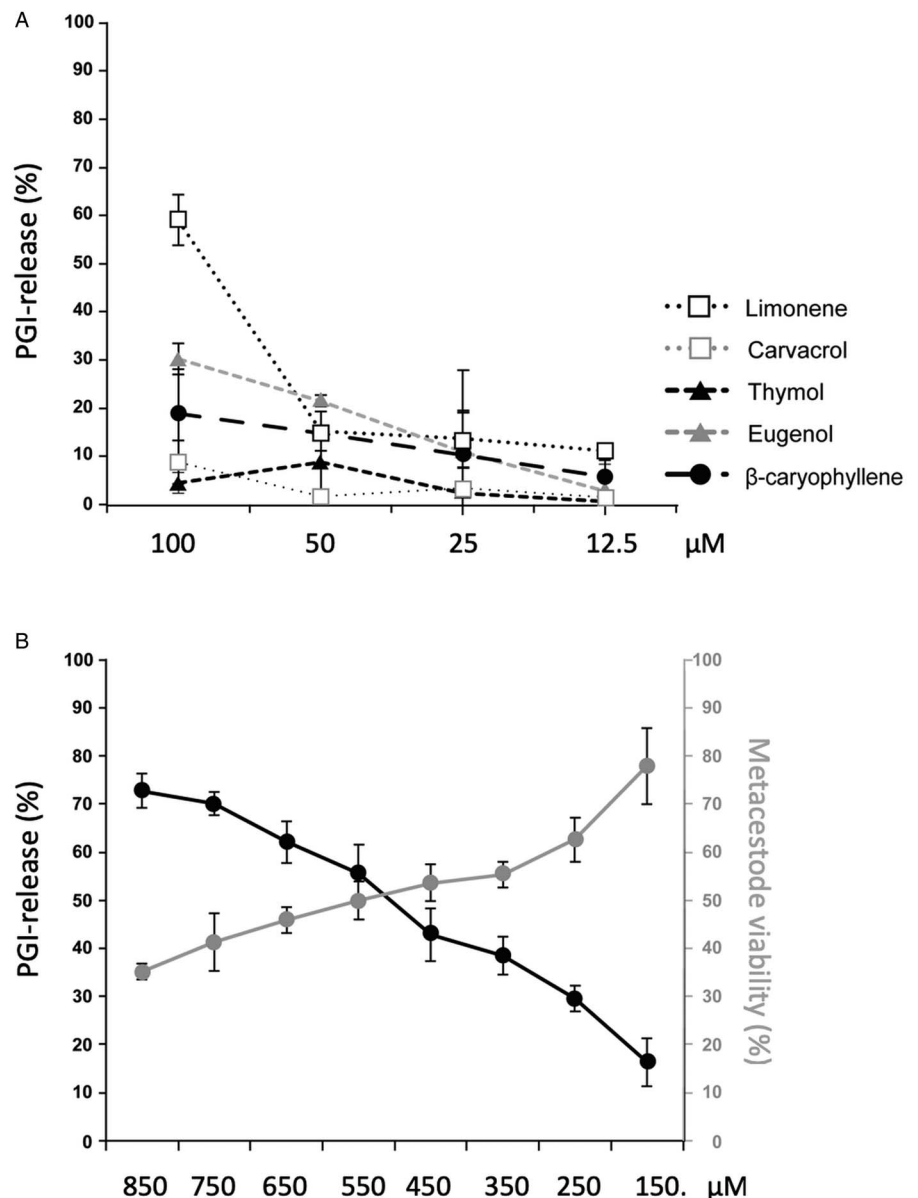 A
100
90
80
70
60
50
40
30
20
10
0
PGI-release (%)
100 50 25 12.5 µM
Limonene
Carvacrol
Thymol
Eugenol
β-caryophyllene
B
100
90
80
70
60
50
40
30
20
10
0
PGI-release (%)
100
90
80
70
60
50
40
30
20
10
0
Metacestode viability (%)
850 750 650 550 450 350 250 150. µM